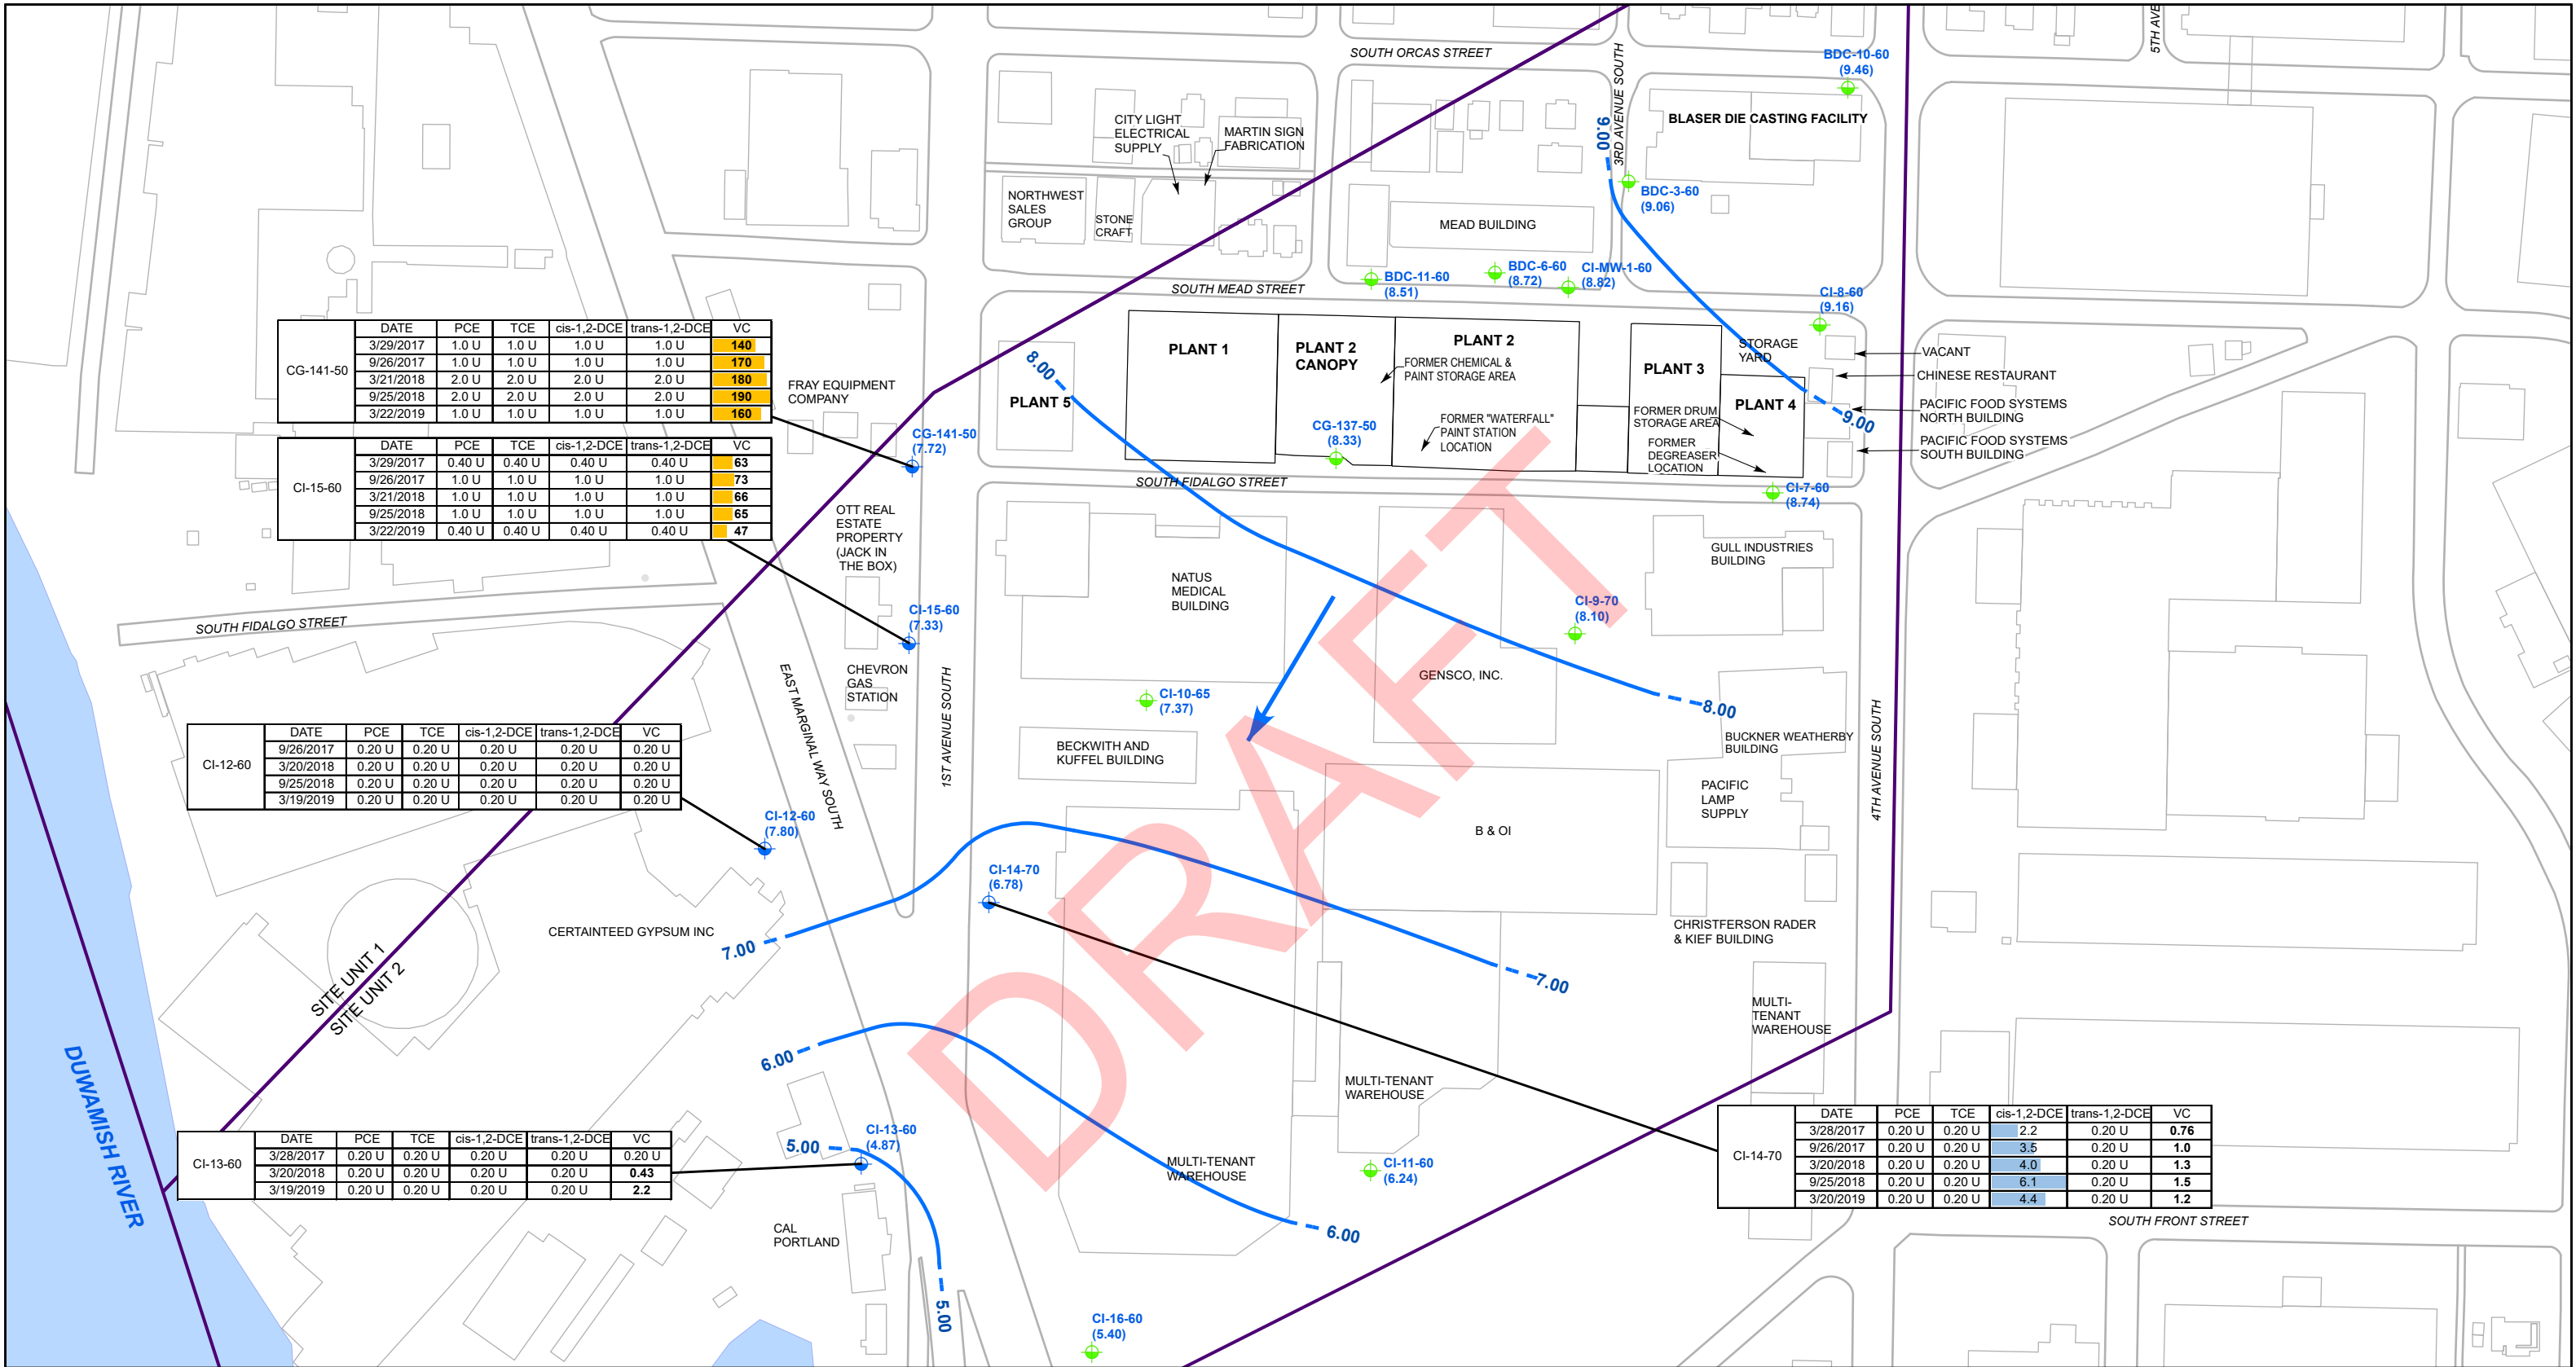 SOUTH ORCAS STREET
3RD AVENUE SOUTH
5TH AVE
BDC-10-60
(9.46)
BLASER DIE CASTING FACILITY
CITY LIGHT
ELECTRICAL
SUPPLY
MARTIN SIGN
FABRICATION
9.00
BDC-3-60
(9.06)
NORTHWEST
SALES
GROUP
STONE
CRAFT
MEAD BUILDING
BDC-11-60
(8.51)
BDC-6-60
(8.72)
CI-MW-1-60
(8.82)
SOUTH MEAD STREET
CI-8-60
(9.16)
CG-141-50
DATE PCE TCE cis-1,2-DCE trans-1,2-DCE VC
3/29/2017 1.0 U 1.0 U 1.0 U 1.0 U 140
9/26/2017 1.0 U 1.0 U 1.0 U 1.0 U 170
3/21/2018 2.0 U 2.0 U 2.0 U 2.0 U 180
9/25/2018 2.0 U 2.0 U 2.0 U 2.0 U 190
3/22/2019 1.0 U 1.0 U 1.0 U 1.0 U 160
FRAY EQUIPMENT
COMPANY
8.00
PLANT 5
PLANT 1
PLANT 2
CANOPY
PLANT 2
FORMER CHEMICAL &
PAINT STORAGE AREA
FORMER "WATERFALL"
PAINT STATION
LOCATION
PLANT 3
STORAGE
YARD
PLANT 4
FORMER DRUM
STORAGE AREA
FORMER
DEGREASER
LOCATION
VACANT
CHINESE RESTAURANT
PACIFIC FOOD SYSTEMS
NORTH BUILDING
9.00
PACIFIC FOOD SYSTEMS
SOUTH BUILDING
CG-141-50
(7.72)
CG-137-50
(8.33)
CI-15-60
DATE PCE TCE cis-1,2-DCE trans-1,2-DCE VC
3/29/2017 0.40 U 0.40 U 0.40 U 0.40 U 63
9/26/2017 1.0 U 1.0 U 1.0 U 1.0 U 73
3/21/2018 1.0 U 1.0 U 1.0 U 1.0 U 66
9/25/2018 1.0 U 1.0 U 1.0 U 1.0 U 65
3/22/2019 0.40 U 0.40 U 0.40 U 0.40 U 47
SOUTH FIDALGO STREET
CI-7-60
(8.74)
OTT REAL
ESTATE
PROPERTY
(JACK IN
THE BOX)
GULL INDUSTRIES
BUILDING
NATUS
MEDICAL
BUILDING
CI-15-60
(7.33)
CI-9-70
(8.10)
SOUTH FIDALGO STREET
EAST MARGINAL WAY SOUTH
CHEVRON
GAS
STATION
1ST AVENUE SOUTH
CI-10-65
(7.37)
GENSCO, INC.
8.00
4TH AVENUE SOUTH
BECKWITH AND
KUFFEL BUILDING
BUCKNER WEATHERBY
BUILDING
CI-12-60
DATE PCE TCE cis-1,2-DCE trans-1,2-DCE VC
9/26/2017 0.20 U 0.20 U 0.20 U 0.20 U 0.20 U
3/20/2018 0.20 U 0.20 U 0.20 U 0.20 U 0.20 U
9/25/2018 0.20 U 0.20 U 0.20 U 0.20 U 0.20 U
3/19/2019 0.20 U 0.20 U 0.20 U 0.20 U 0.20 U
PACIFIC
LAMP
SUPPLY
CI-12-60
(7.80)
B & OI
CI-14-70
(6.78)
CERTAINTEED GYPSUM INC
7.00
CHRISTFERSON RADER
& KIEF BUILDING
7.00
SITE UNIT 1
SITE UNIT 2
MULTI-
TENANT
WAREHOUSE
DRAFT
DUWAMISH RIVER
6.00
MULTI-TENANT
WAREHOUSE
CI-13-60
(4.87)
5.00
CI-13-60
DATE PCE TCE cis-1,2-DCE trans-1,2-DCE VC
3/28/2017 0.20 U 0.20 U 0.20 U 0.20 U 0.20 U
3/20/2018 0.20 U 0.20 U 0.20 U 0.20 U 0.43
3/19/2019 0.20 U 0.20 U 0.20 U 0.20 U 2.2
MULTI-TENANT
WAREHOUSE
CI-11-60
(6.24)
CI-14-70
DATE PCE TCE cis-1,2-DCE trans-1,2-DCE VC
3/28/2017 0.20 U 0.20 U 2.2 0.20 U 0.76
9/26/2017 0.20 U 0.20 U 3.5 0.20 U 1.0
3/20/2018 0.20 U 0.20 U 4.0 0.20 U 1.3
9/25/2018 0.20 U 0.20 U 6.1 0.20 U 1.5
3/20/2019 0.20 U 0.20 U 4.4 0.20 U 1.2
SOUTH FRONT STREET
CAL
PORTLAND
6.00
5.00
CI-16-60
(5.40)